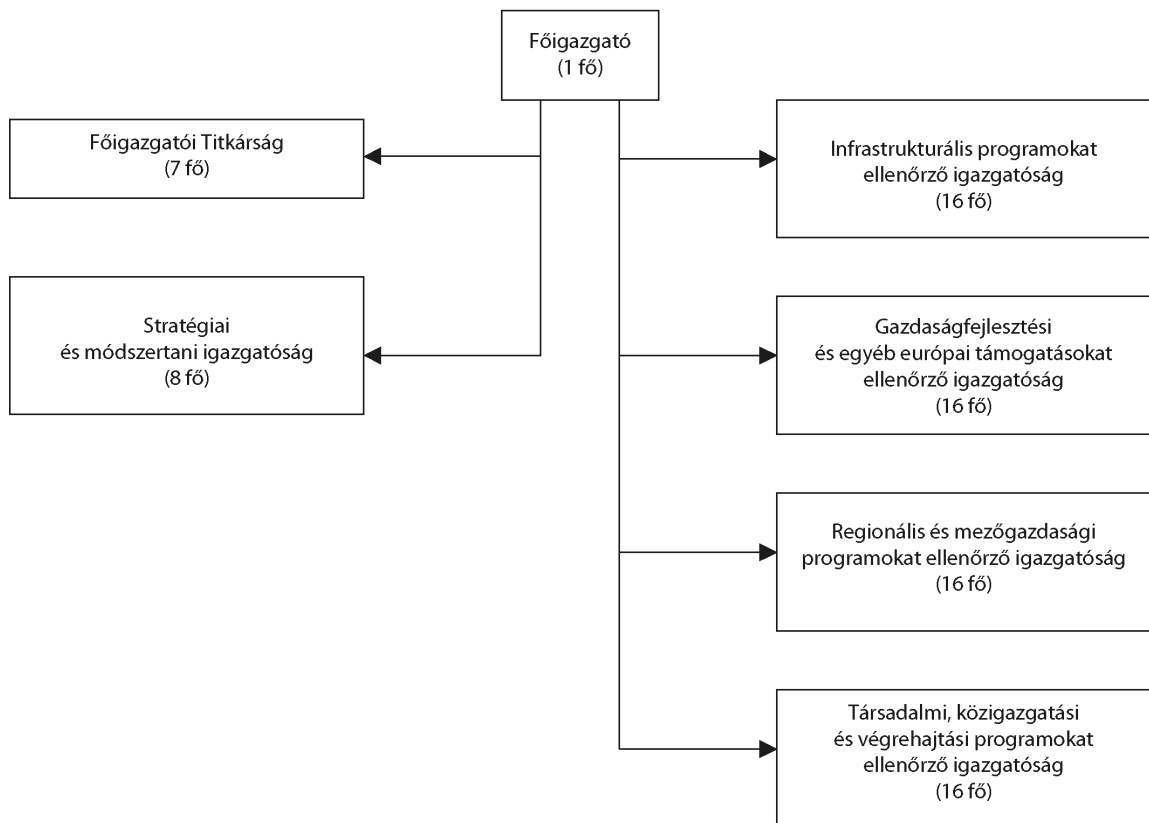 Főigazgató
(1 fő)
Főigazgatói Titkárság
(7 fő)
Stratégiai
és módszertani igazgatóság
(8 fő)
Infrastrukturális programokat
ellenőrző igazgatóság
(16 fő)
Gazdaságfejlesztési
és egyéb európai támogatásokat
ellenőrző igazgatóság
(16 fő)
Regionális és mezőgazdasági
programokat ellenőrző igazgatóság
(16 fő)
Társadalmi, közigazgatási
és végrehajtási programokat
ellenőrző igazgatóság
(16 fő)